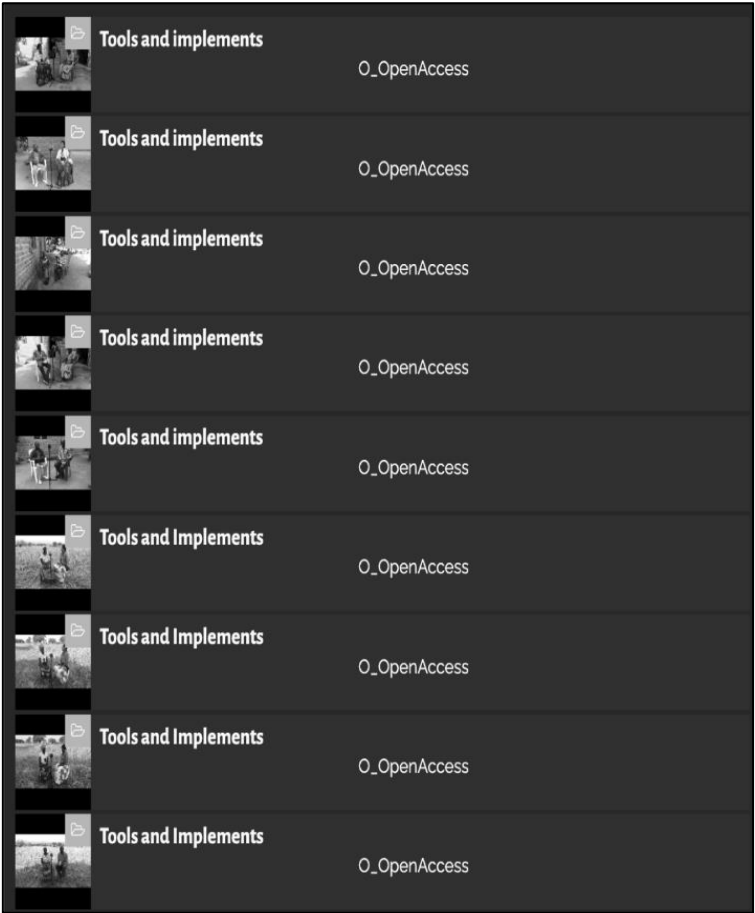 Tools and implements
O_OpenAccess
Tools and implements
O_OpenAccess
Tools and implements
O_OpenAccess
Tools and implements
O_OpenAccess
Tools and implements
O_OpenAccess
Tools and Implements
O_OpenAccess
Tools and Implements
O_OpenAccess
Tools and Implements
O_OpenAccess
Tools and Implements
O_OpenAccess